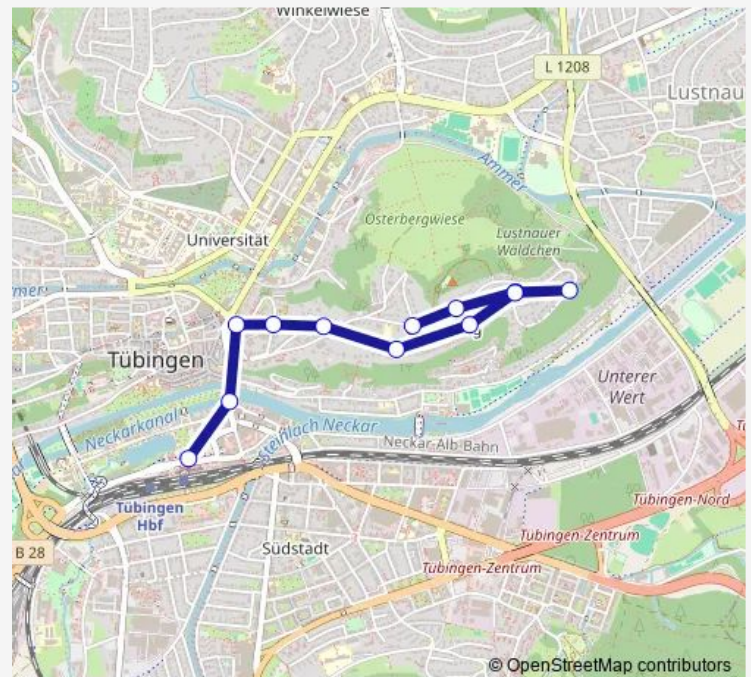 Winkelwiese
L 1208
Lustnau
Ammer
Österbergwiese
Lustnauer
Wäldchen
Universität
mer
Tübingen
Unterer
Wert
Neckarkanal
Steinlach
Neckar
Neckar-Alb-Bahn
Tübingen
Hbf
Tübingen-Nord
B 28
Südstadt
Tübingen-Zentrum
Tübingen-Zentrum
© OpenStreetMap contributors